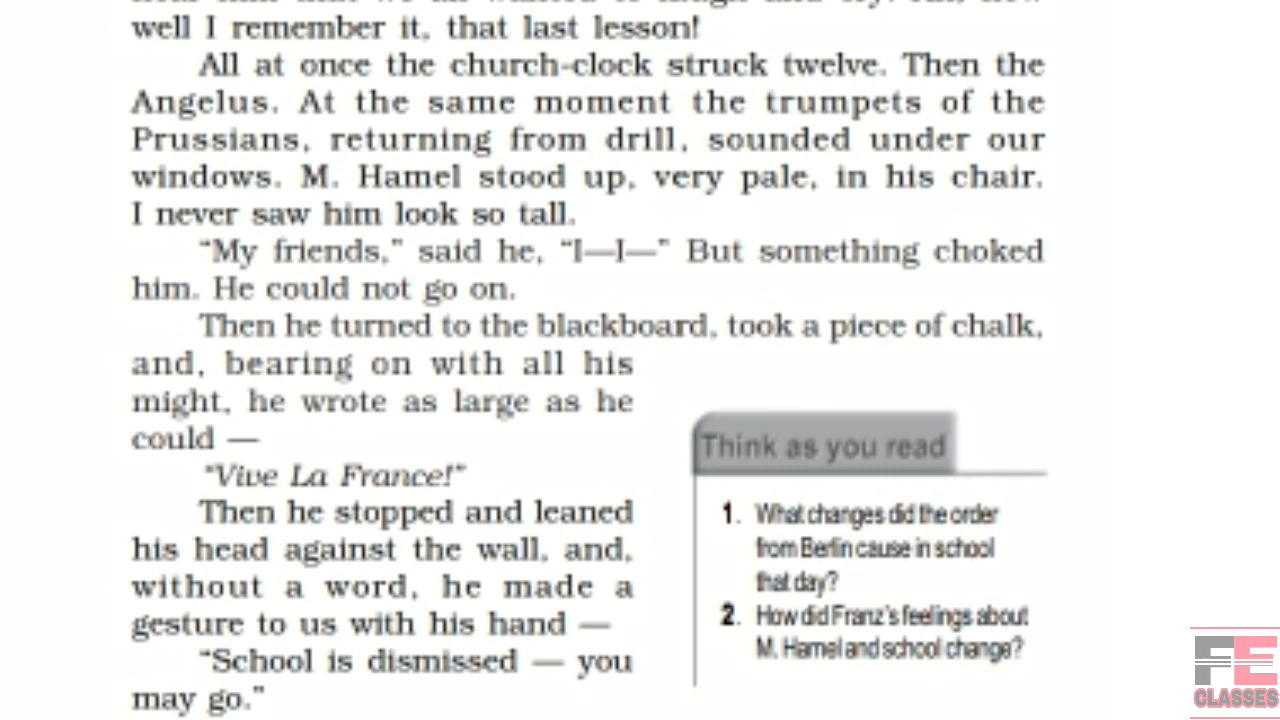 well I remember it, that last lesson!
All at once the church-clock struck twelve. Then the
Angelus. At the same moment the trumpets of the
Prussians, returning from drill, sounded under our
windows. M. Hamel stood up, very pale, in his chair.
I never saw him look so tall.
“My friends,” said he, “I—I—” But something choked
him. He could not go on.
Then he turned to the blackboard, took a piece of chalk,
and, bearing on with all his
might, he wrote as large as he
could —
“Vive La France!”
Then he stopped and leaned
his head against the wall, and,
without a word, he made a
gesture to us with his hand —
“School is dismissed — you
may go.”
Think as you read
1. What changes did the order
from Berlin cause in school
that day?
2. How did Franz’s feelings about
M. Hamel and school change?
FE
CLASSES